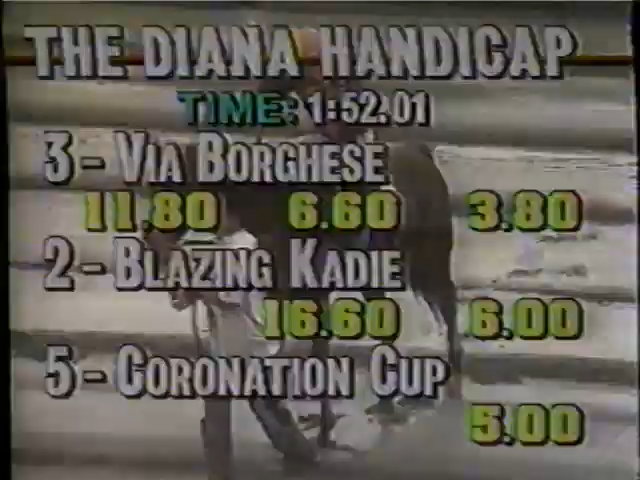 THE DIANA HANDICAP
TIME: 1:52.01
3 - VIA BORGHESE
11.80 6.60 3.80
2 - BLAZING KADIE
16.60 6.00
5 - CORONATION CUP
5.00